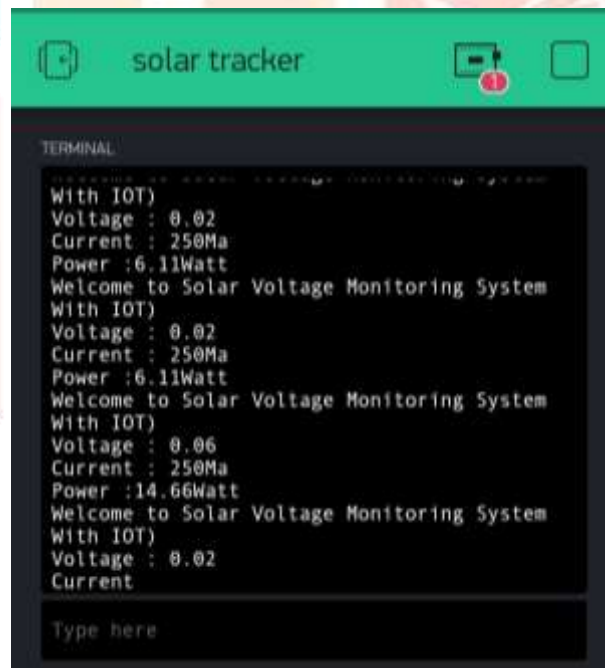 solar tracker
1
TERMINAL
With IOT)
Voltage : 0.02
Current : 250Ma
Power :6.11Watt
Welcome to Solar Voltage Monitoring System
With IOT)
Voltage : 0.02
Current : 250Ma
Power :6.11Watt
Welcome to Solar Voltage Monitoring System
With IOT)
Voltage : 0.06
Current : 250Ma
Power :14.66Watt
Welcome to Solar Voltage Monitoring System
With IOT)
Voltage : 0.02
Current
Type here